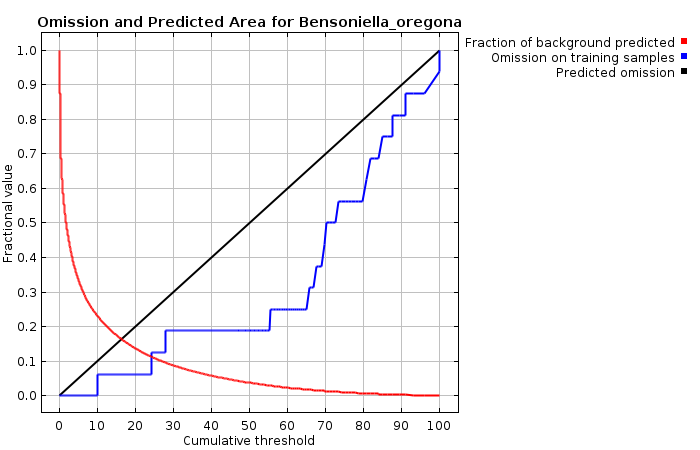 Omission and Predicted Area for Bensoniella_oregona
Fraction of background predicted
Omission on training samples
Predicted omission
Fractional value
1.0
0.9
0.8
0.7
0.6
0.5
0.4
0.3
0.2
0.1
0.0
0 10 20 30 40 50 60 70 80 90 100
Cumulative threshold